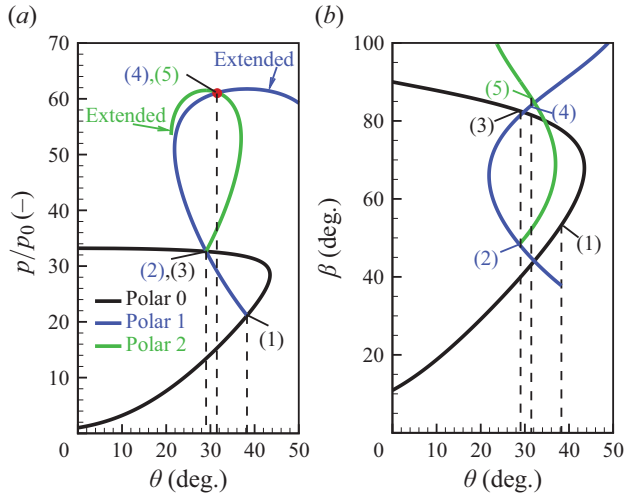 (a)
70
60
50
40
30
20
10
0
10
20
30
40
50
p/p0 (–)
θ (deg.)
Extended
(4),(5)
Extended
(2),(3)
(1)
Polar 0
Polar 1
Polar 2
(b)
100
80
60
40
20
0
10
20
30
40
50
β (deg.)
θ (deg.)
(5)
(4)
(3)
(2)
(1)